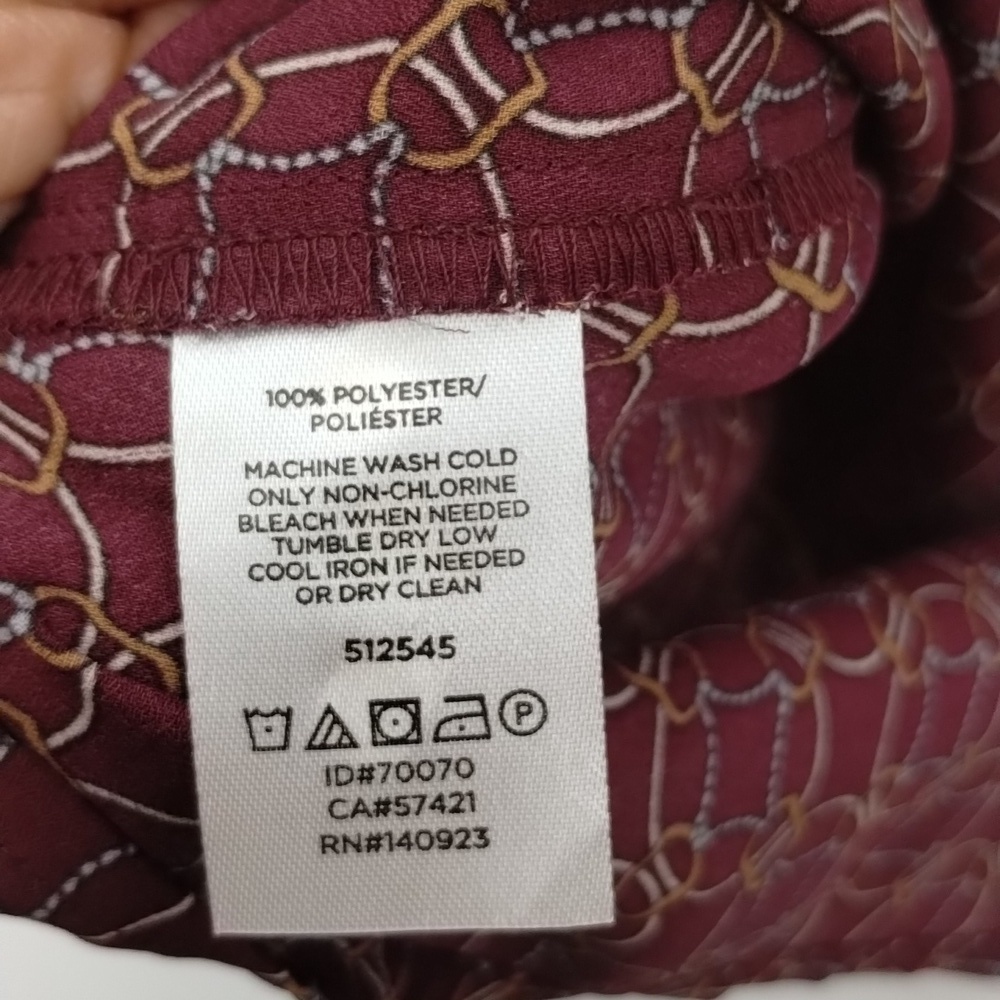 100% POLYESTER/
POLIÉSTER
MACHINE WASH COLD
ONLY NON-CHLORINE
BLEACH WHEN NEEDED
TUMBLE DRY LOW
COOL IRON IF NEEDED
OR DRY CLEAN
512545
P
ID#70070
CA#57421
RN#140923